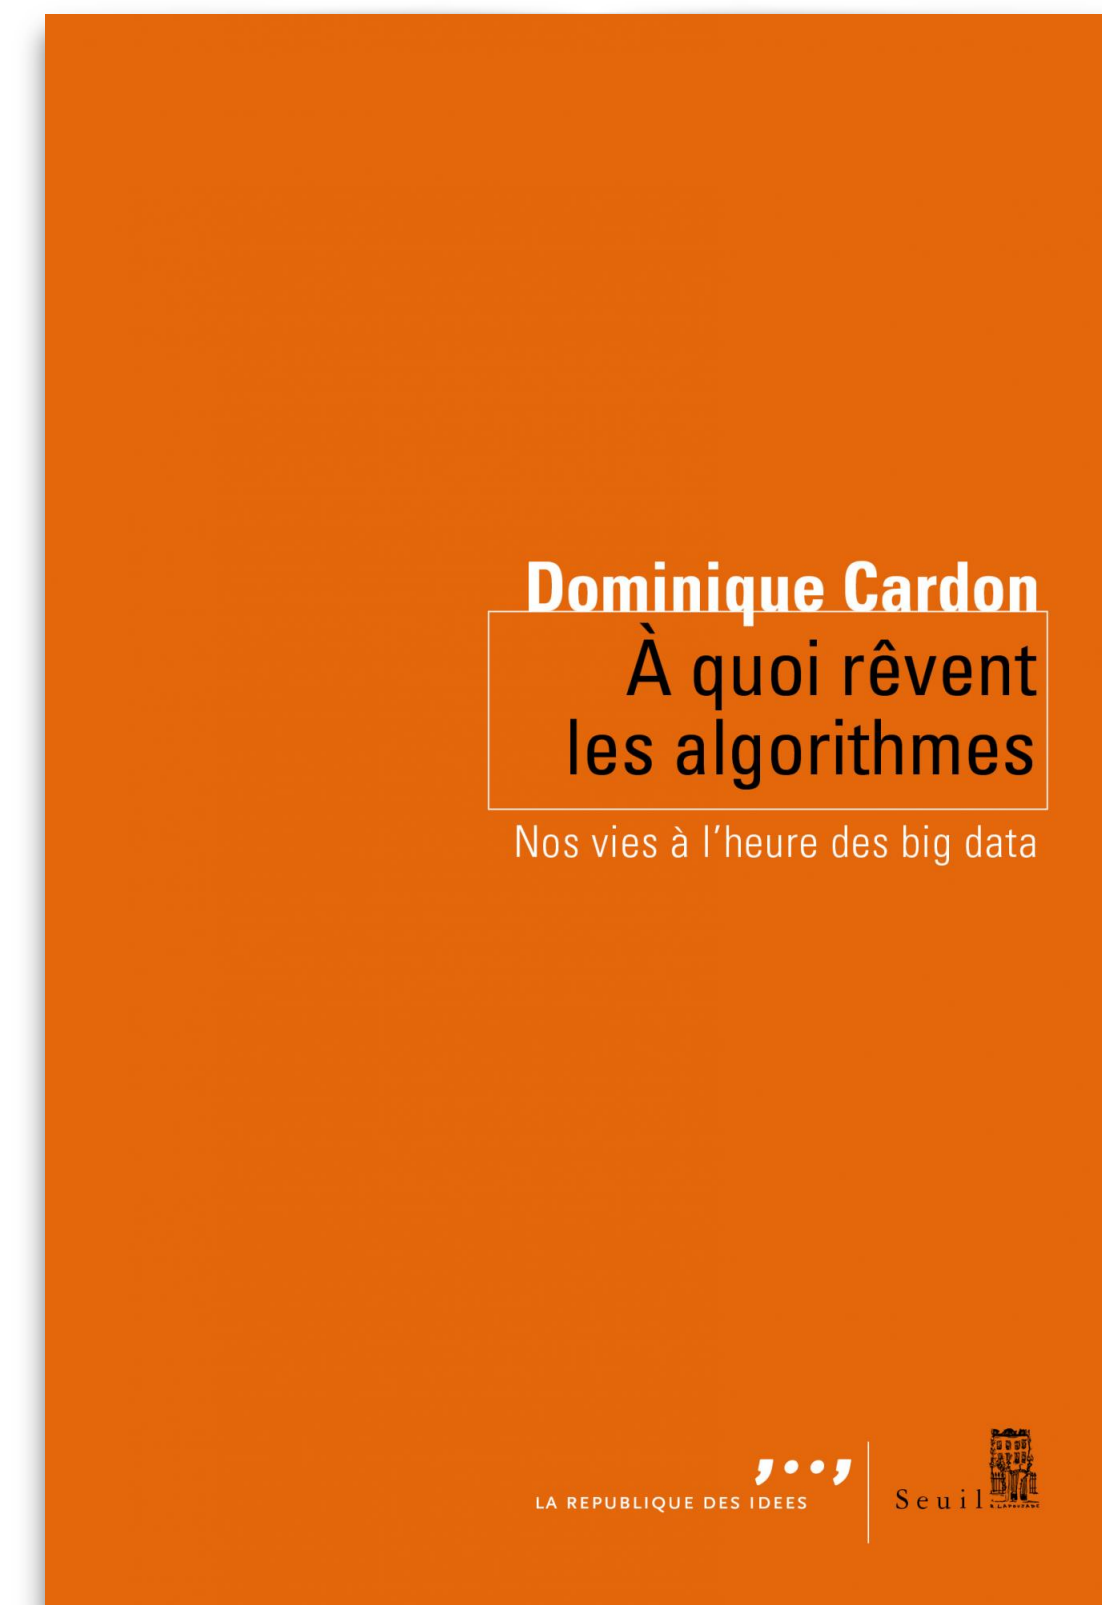 Dominique Cardon
À quoi rêvent
les algorithmes
Nos vies à l’heure des big data
LA REPUBLIQUE DES IDEES
Seuil